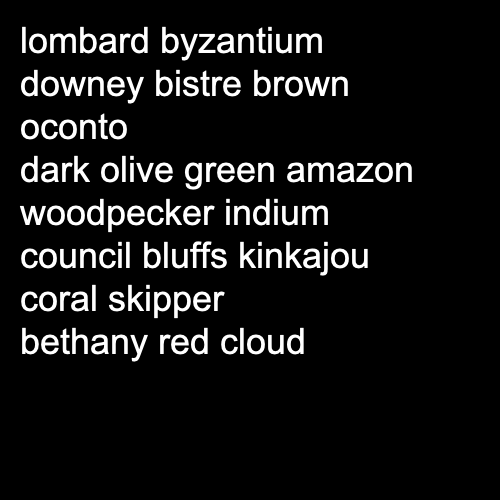 lombard byzantium
downey bistre brown
oconto
dark olive green amazon
woodpecker indium
council bluffs kinkajou
coral skipper
bethany red cloud